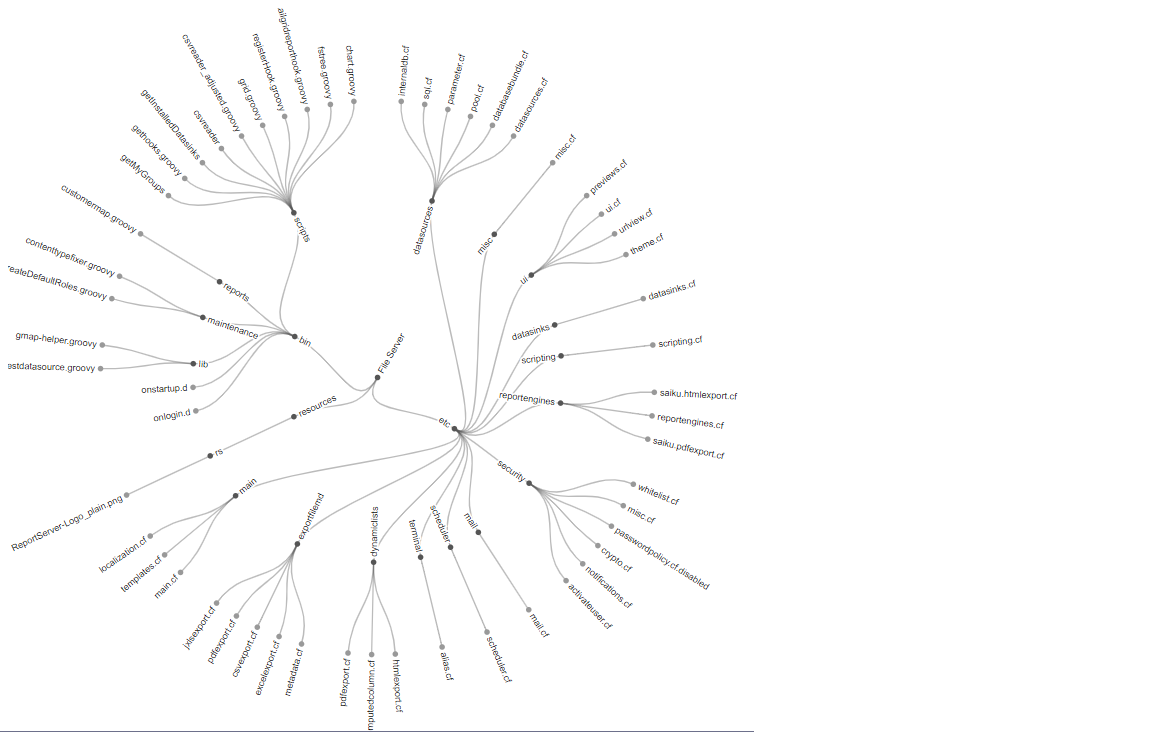 File Server
bin
scripts
chart.groovy
fstree.groovy
ailgridreporthook.groovy
registerHook.groovy
grid.groovy
csvreader_adjusted.groovy
csvreader
getInstalledDatasinks
gethooks.groovy
getMyGroups
reports
customermap.groovy
maintenance
contenttypefixer.groovy
reateDefaultRoles.groovy
lib
gmap-helper.groovy
estdatasource.groovy
onstartup.d
onlogin.d
resources
rs
ReportServer-Logo_plain.png
etc
datasources
internaldb.cf
sql.cf
parameter.cf
pool.cf
databasebundle.cf
datasources.cf
misc
misc.cf
ui
previews.cf
ui.cf
urlview.cf
theme.cf
datasinks
datasinks.cf
scripting
scripting.cf
reportengines
saiku.htmlexport.cf
reportengines.cf
saiku.pdfexport.cf
security
whitelist.cf
misc.cf
passwordpolicy.cf.disabled
crypto.cf
notifications.cf
activateuser.cf
mail
mail.cf
scheduler
scheduler.cf
terminal
alias.cf
dynamiclists
htmlexport.cf
mputedcolumn.cf
pdfexport.cf
exportfilemd
metadata.cf
excelexport.cf
csvexport.cf
pdfexport.cf
jxlsexport.cf
main
main.cf
templates.cf
localization.cf